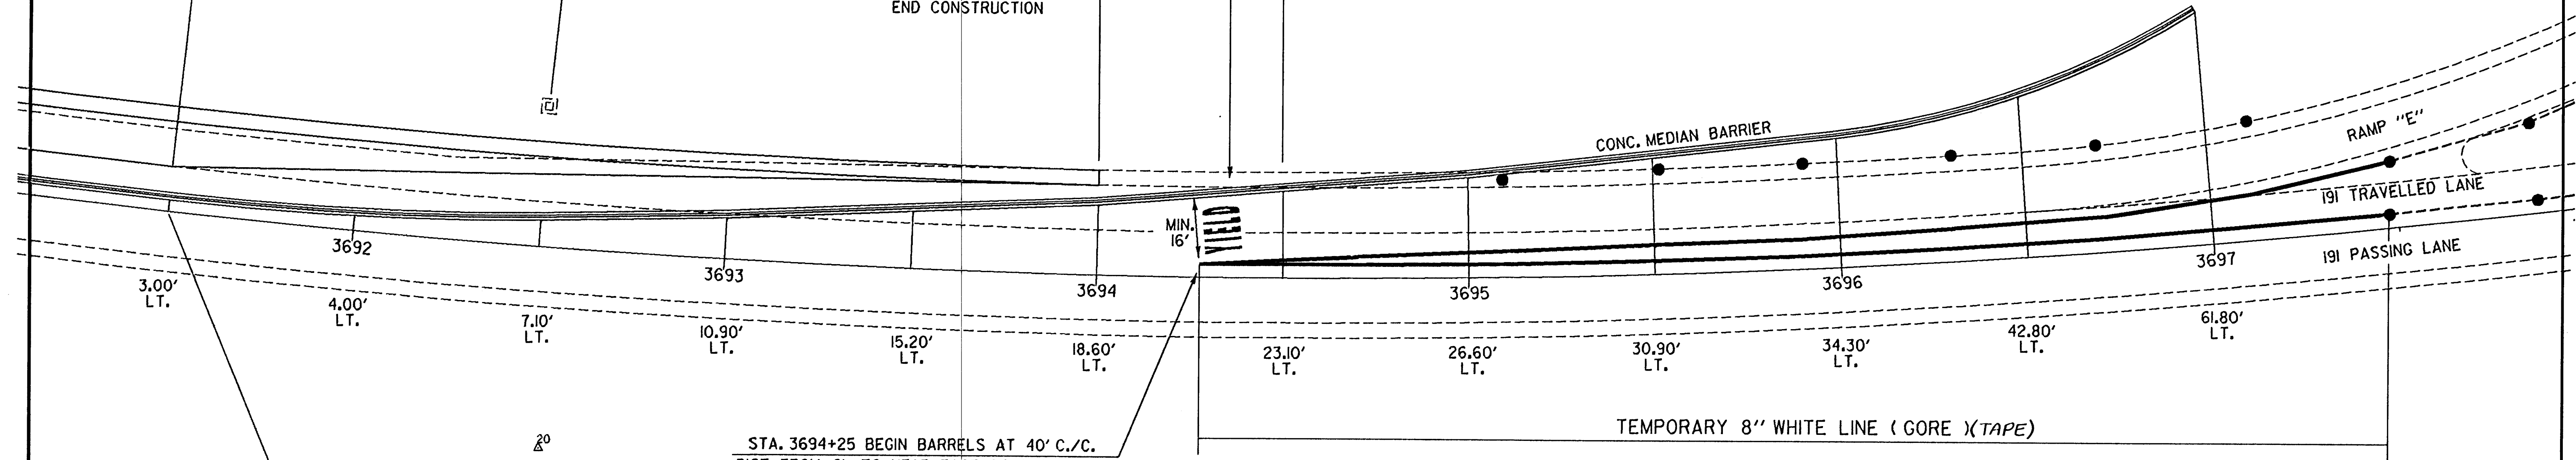 END CONSTRUCTION
CONC. MEDIAN BARRIER
RAMP "E"
191 TRAVELLED LANE
191 PASSING LANE
MIN.
16'
YIELD
3692
3693
3694
3695
3696
3697
3.00'
LT.
4.00'
LT.
7.10'
LT.
10.90'
LT.
15.20'
LT.
18.60'
LT.
23.10'
LT.
26.60'
LT.
30.90'
LT.
34.30'
LT.
42.80'
LT.
61.80'
LT.
20
STA. 3694+25 BEGIN BARRELS AT 40' C./C.
TEMPORARY 8" WHITE LINE ( GORE )(TAPE)